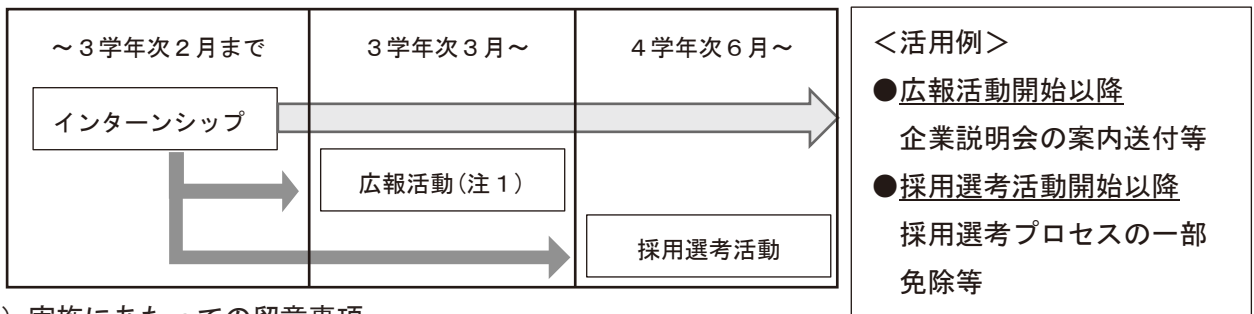 ～３学年次２月まで
３学年次３月～
４学年次６月～
インターンシップ
広報活動(注１)
採用選考活動
＜活用例＞
●広報活動開始以降
企業説明会の案内送付等
●採用選考活動開始以降
採用選考プロセスの一部
免除等